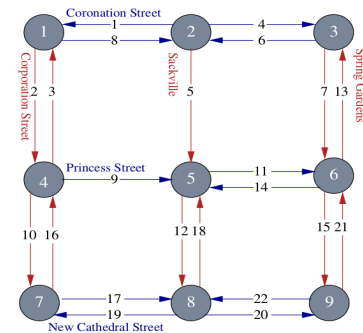 Coronation Street
1 4
1 2 3
8 6
Corporation Street
Sackville
Spring Gardens
2 3 5 7 13
Princess Street
11
4 9 5 6
14
10 16 12 18 15 21
17 22
7 8 9
19 20
New Cathedral Street